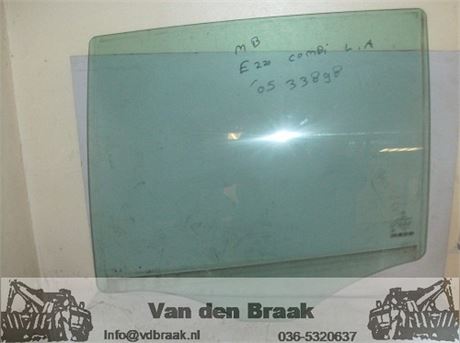 MB
E220 combi L.A
'05 33898
Van den Braak
Info@vdbraak.nl 036-5320637